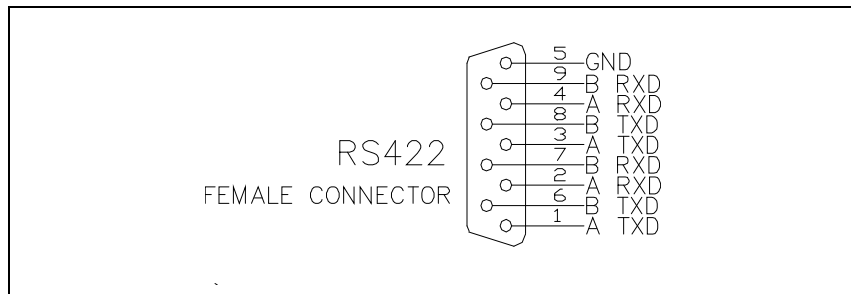 5 GND
9 B RXD
4 A RXD
8 B TXD
3 A TXD
RS422
7 B RXD
2 A RXD
FEMALE CONNECTOR
6 B TXD
1 A TXD